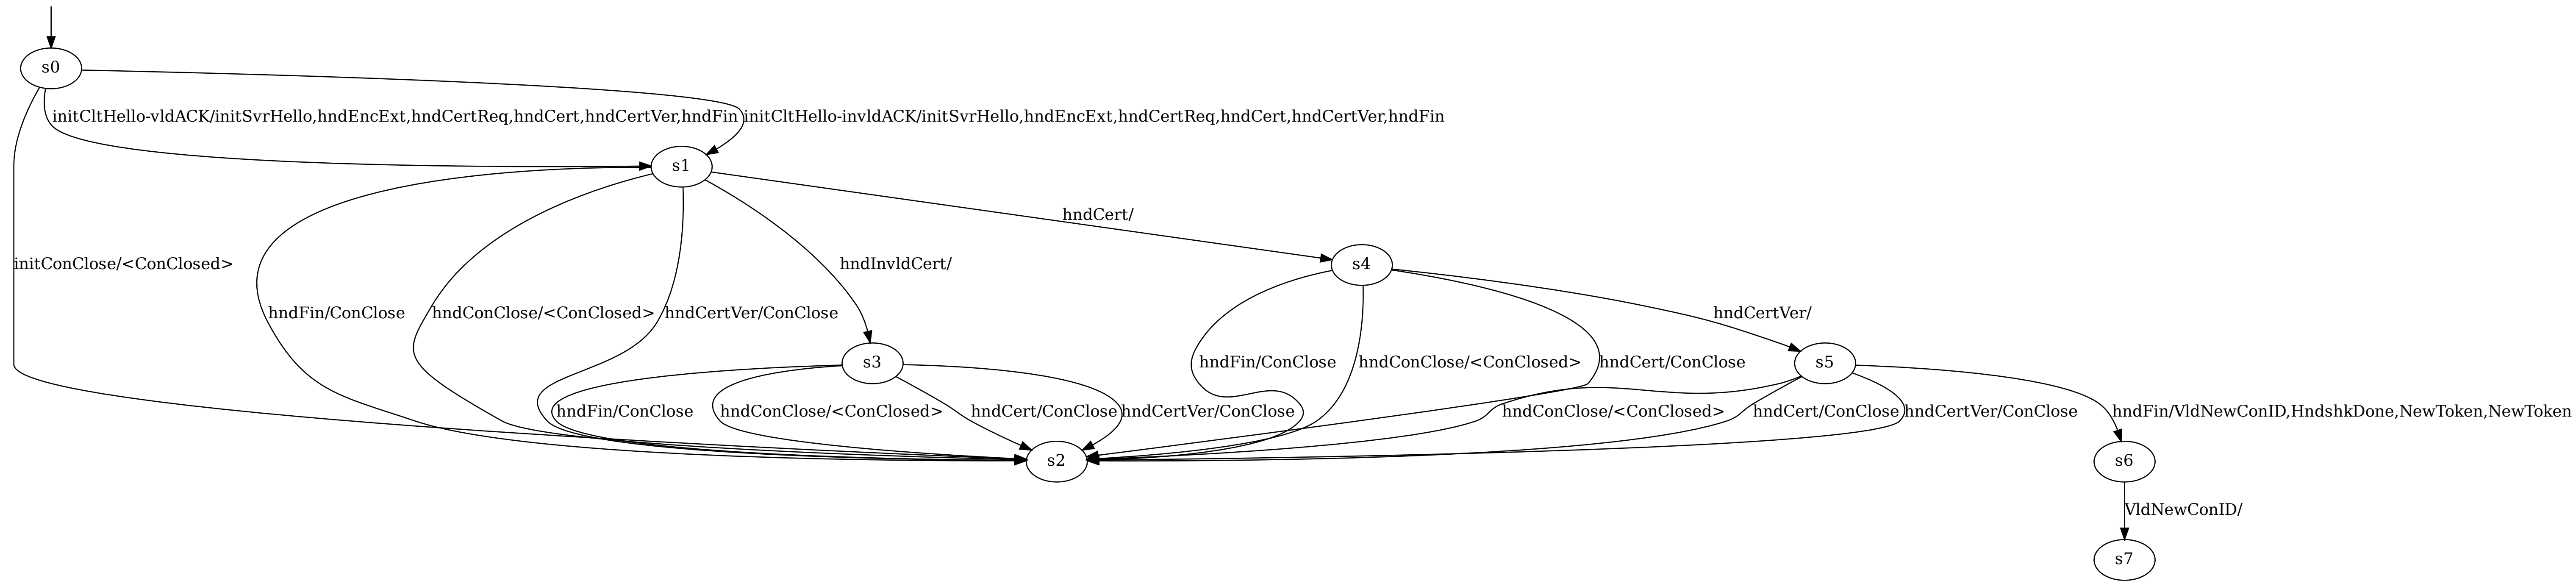 s0
initCltHello-vldACK/initSvrHello,hndEncExt,hndCertReq,hndCert,hndCertVer,hndFin
initCltHello-invldACK/initSvrHello,hndEncExt,hndCertReq,hndCert,hndCertVer,hndFin
s1
hndCert/
initConClose/<ConClosed>
hndInvldCert/
s4
hndFin/ConClose
hndConClose/<ConClosed>
hndCertVer/ConClose
hndCertVer/
s3
hndFin/ConClose
hndConClose/<ConClosed>
hndCert/ConClose
s5
hndFin/ConClose
hndConClose/<ConClosed>
hndCert/ConClose
hndCertVer/ConClose
hndConClose/<ConClosed>
hndCert/ConClose
hndCertVer/ConClose
hndFin/VldNewConID,HndshkDone,NewToken,NewToken
s2
s6
VldNewConID/
s7